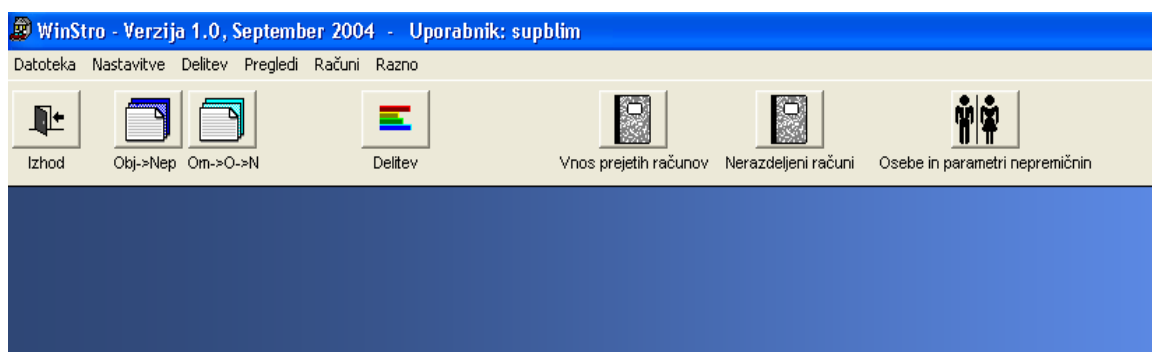 WinStro - Verzija 1.0, September 2004 - Uporabnik: supblim
Datoteka Nastavitve Delitev Pregledi Računi Razno
Izhod Obj->Nep Om->O->N Delitev Vnos prejetih računov Nerazdeljeni računi Osebe in parametri nepremičnin